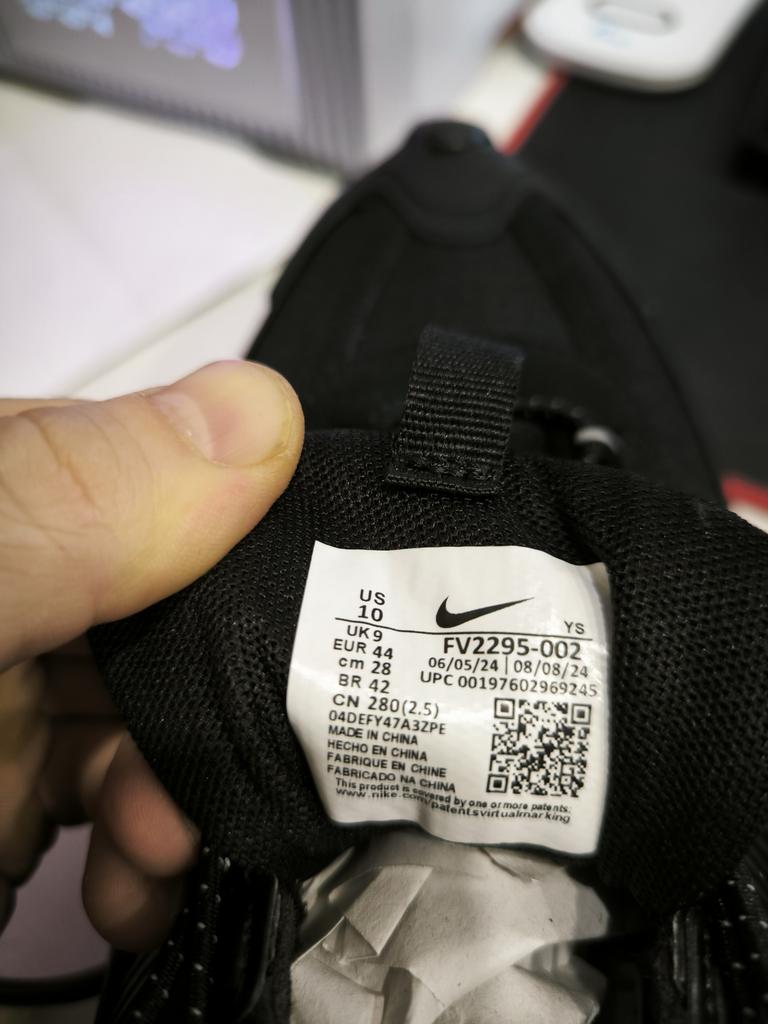 US
10
YS
UK 9
FV2295-002
EUR 44
06/05/24 | 08/08/24
cm 28
UPC 00197602969245
BR 42
CN 280(2.5)
04DEFY47A3ZPE
MADE IN CHINA
HECHO EN CHINA
FABRIQUE EN CHINE
FABRICADO NA CHINA
This product is covered by one or more patents:
www.nike.com/patentsvirtualmarking